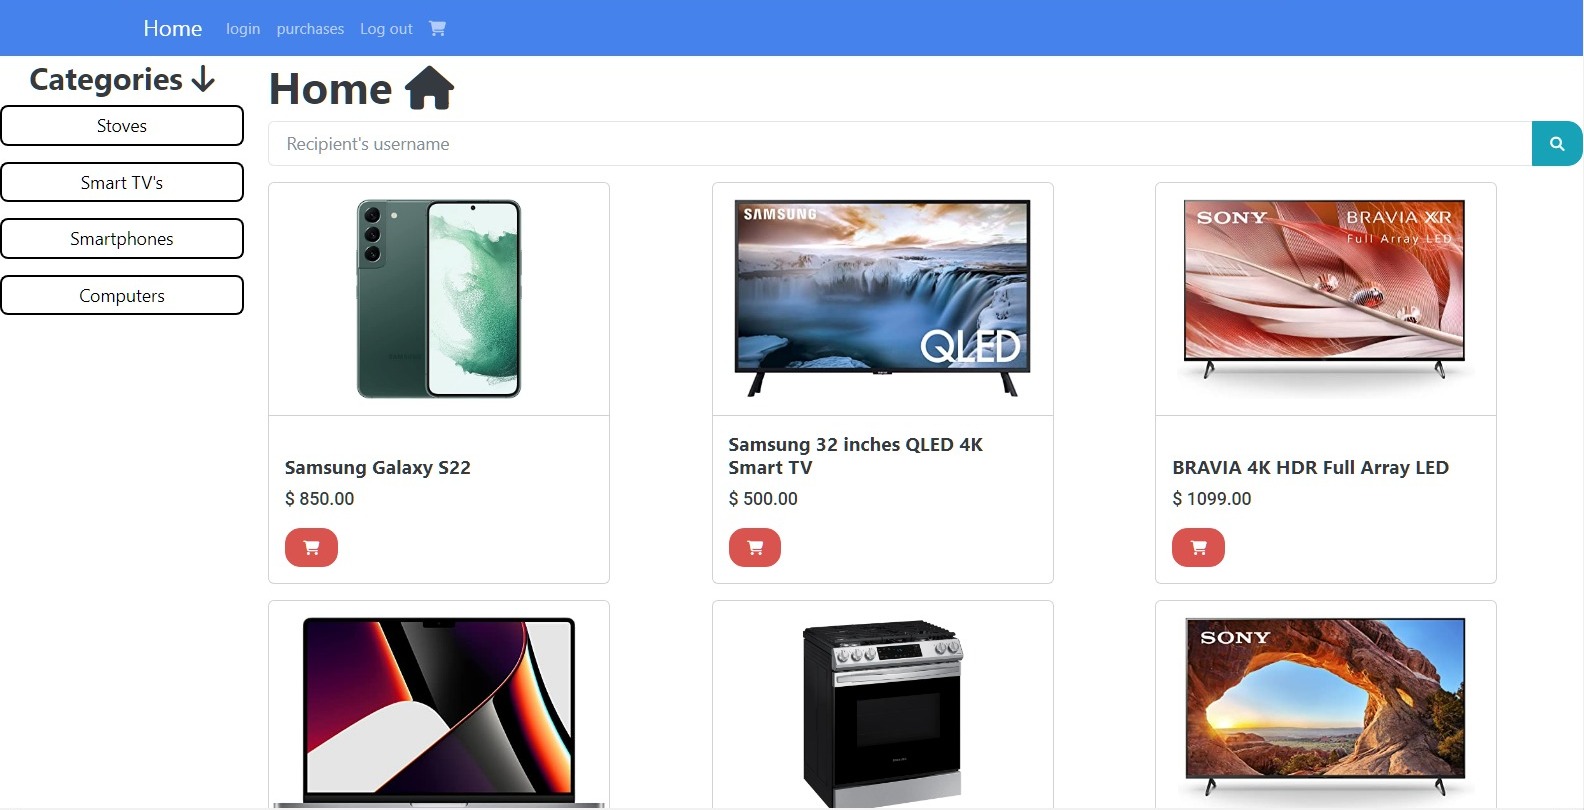 Home login purchases Log out
Categories
Stoves
Smart TV's
Smartphones
Computers
Home
Recipient's username
SAMSUNG
QLED
SONY
BRAVIA XR
Full Array LED
Samsung Galaxy S22
$ 850.00
Samsung 32 inches QLED 4K
Smart TV
$ 500.00
BRAVIA 4K HDR Full Array LED
$ 1099.00
SONY